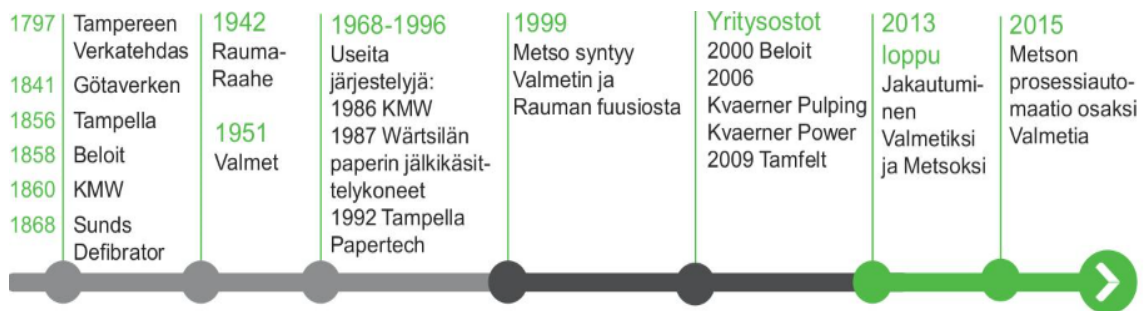 1797 Tampereen
Verkatehdas
1841 Götaverken
1856 Tampella
1858 Beloit
1860 KMW
1868 Sunds
Defibrator
1942
Rauma-
Raahe
1951
Valmet
1968-1996
Useita
järjestelyjä:
1986 KMW
1987 Wärtsilän
paperin jälkikäsit-
telykoneet
1992 Tampella
Papertech
1999
Metso syntyy
Valmetin ja
Rauman fuusiosta
Yritysostot
2000 Beloit
2006
Kvaerner Pulping
Kvaerner Power
2009 Tamfelt
2013
loppu
Jakautumi-
nen
Valmetiksi
ja Metsoksi
2015
Metson
prosessiauto-
maatio osaksi
Valmetia